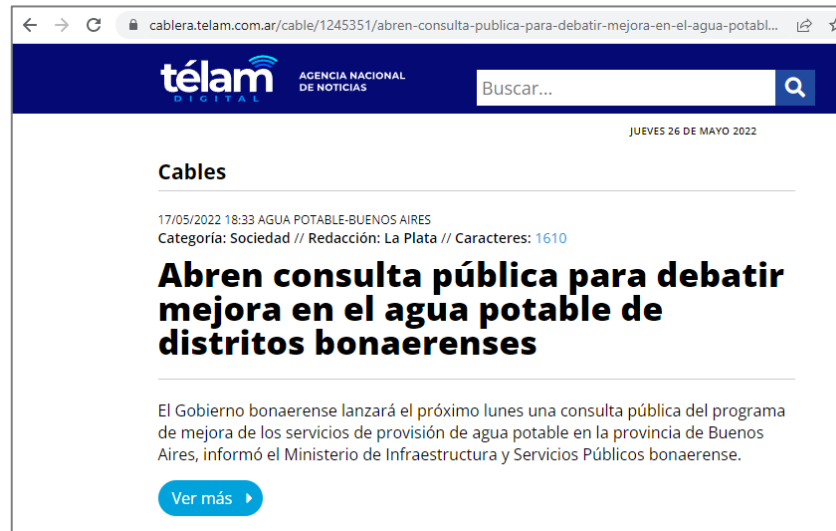 cablera.telam.com.ar/cable/1245351/abren-consulta-publica-para-debatir-mejora-en-el-agua-potabl...
télam
DIGITAL
AGENCIA NACIONAL
DE NOTICIAS
Buscar...
JUEVES 26 DE MAYO 2022
Cables
17/05/2022 18:33 AGUA POTABLE-BUENOS AIRES
Categoría: Sociedad // Redacción: La Plata // Caracteres: 1610
Abren consulta pública para debatir
mejora en el agua potable de
distritos bonaerenses
El Gobierno bonaerense lanzará el próximo lunes una consulta pública del programa
de mejora de los servicios de provisión de agua potable en la provincia de Buenos
Aires, informó el Ministerio de Infraestructura y Servicios Públicos bonaerense.
Ver más